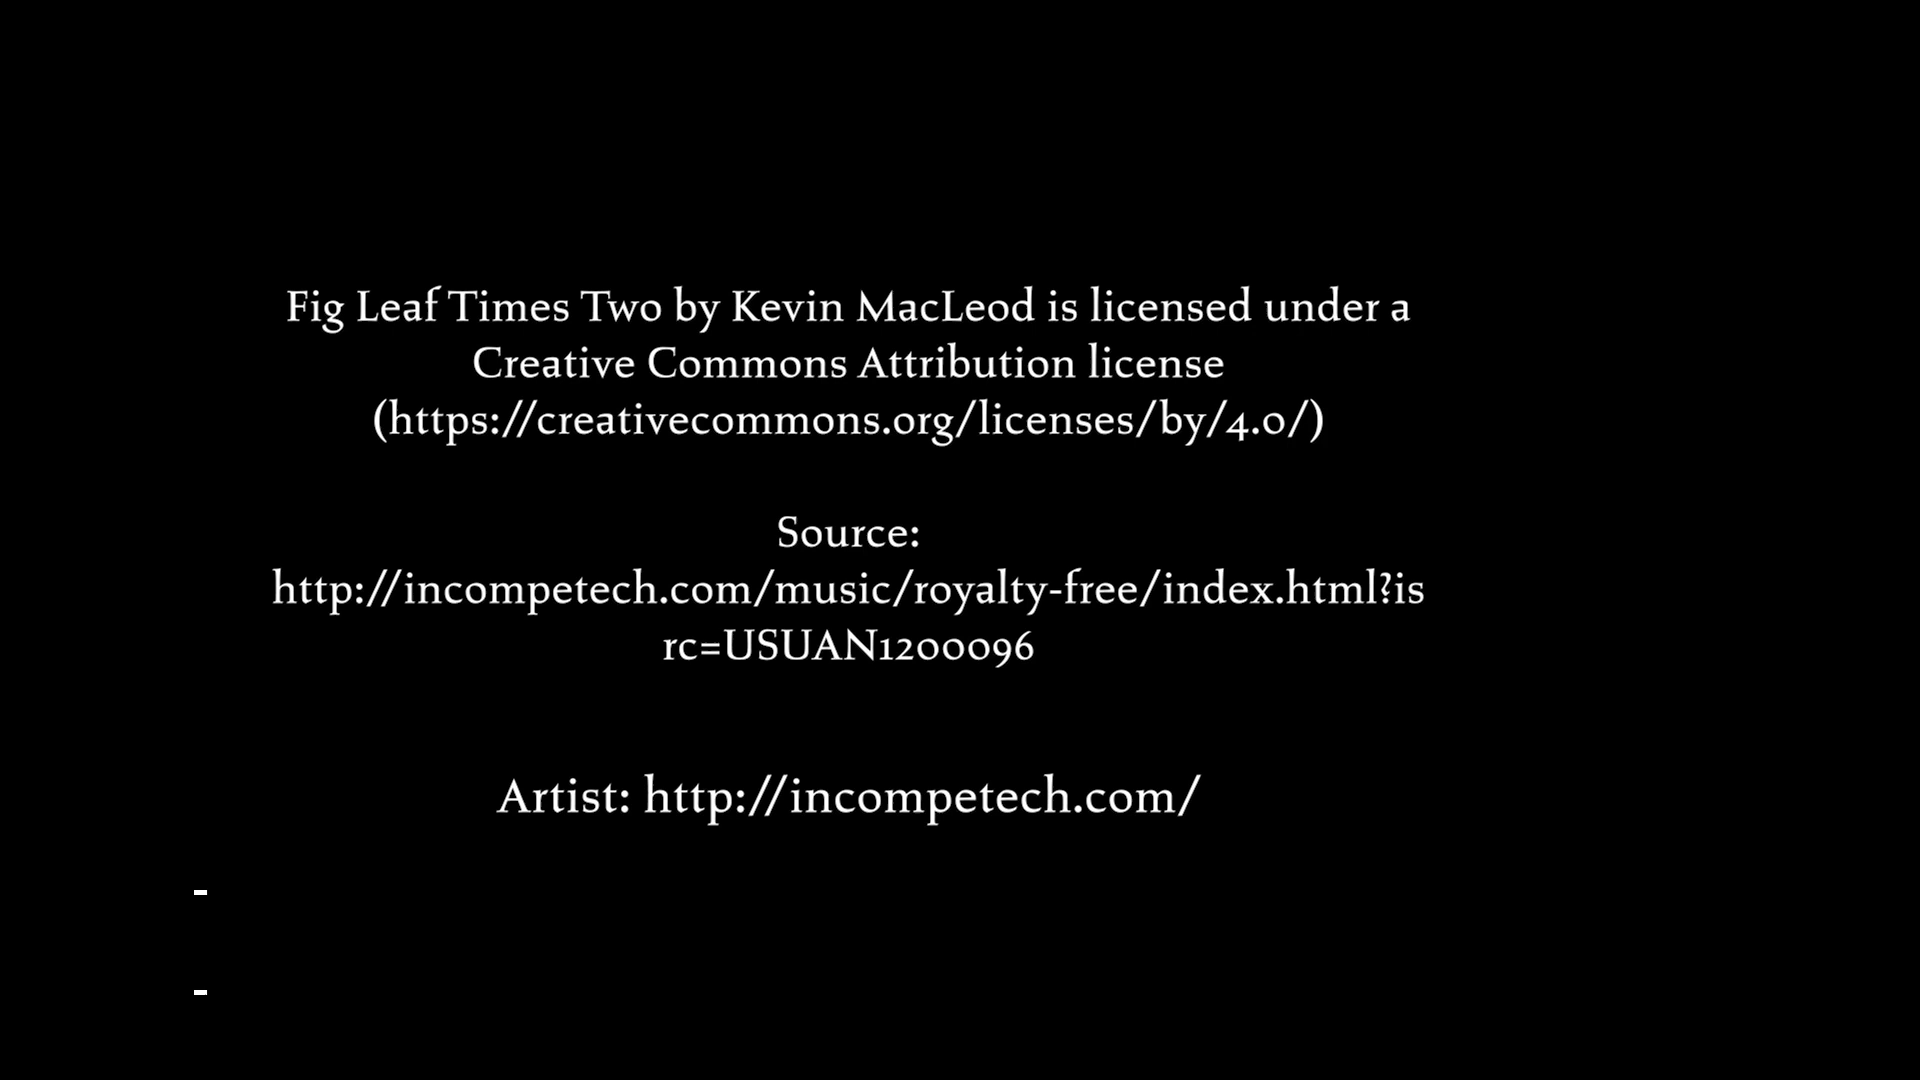 Fig Leaf Times Two by Kevin MacLeod is licensed under a
Creative Commons Attribution license
(https://creativecommons.org/licenses/by/4.0/)
Source:
http://incompetech.com/music/royalty-free/index.html?is
rc=USUAN1200096
Artist: http://incompetech.com/
-
-